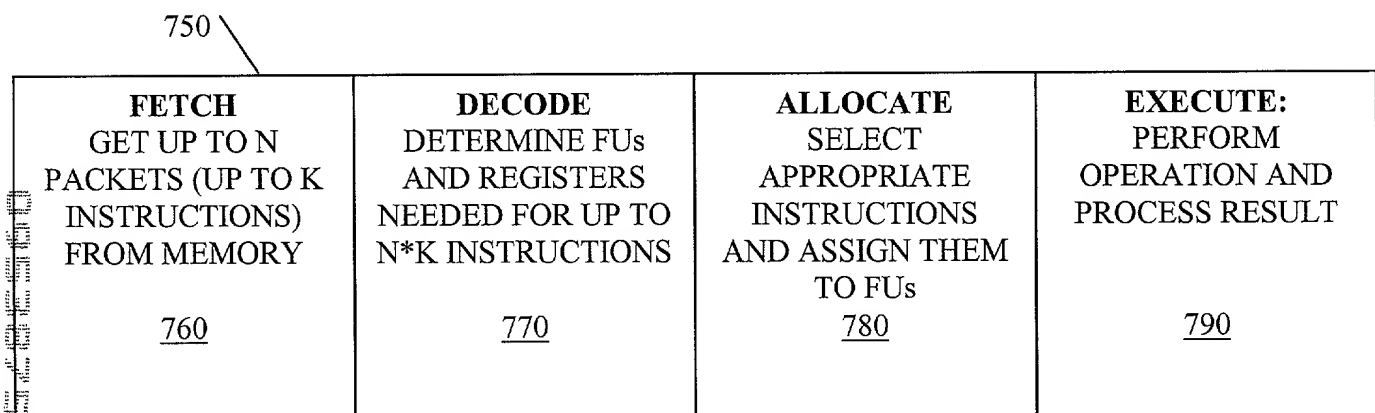 750
FETCH
GET UP TO N
PACKETS (UP TO K
INSTRUCTIONS)
FROM MEMORY
760
DECODE
DETERMINE FUs
AND REGISTERS
NEEDED FOR UP TO
N*K INSTRUCTIONS
770
ALLOCATE
SELECT
APPROPRIATE
INSTRUCTIONS
AND ASSIGN THEM
TO FUs
780
EXECUTE:
PERFORM
OPERATION AND
PROCESS RESULT
790